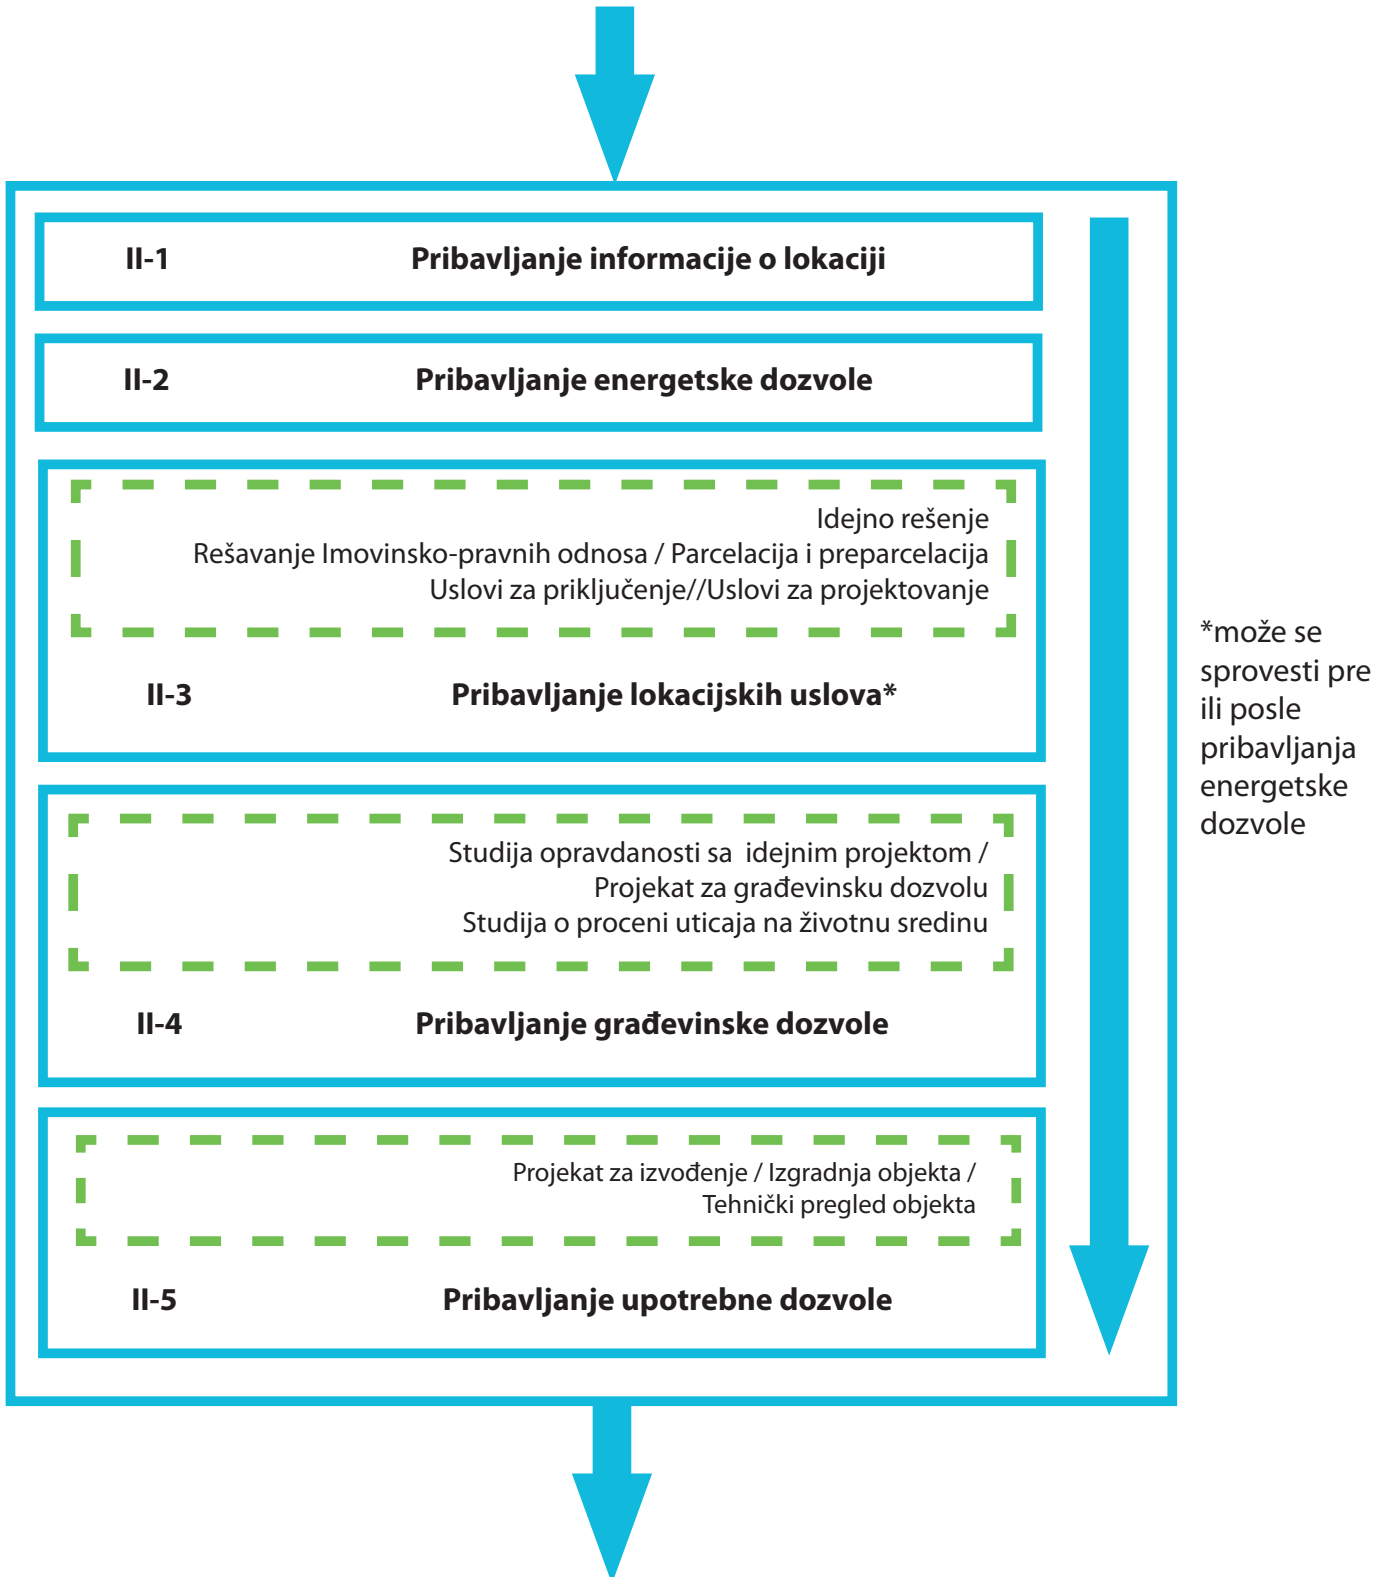 II-1 Pribavljanje informacije o lokaciji
II-2 Pribavljanje energetske dozvole
Idejno rešenje
Rešavanje Imovinsko-pravnih odnosa / Parcelacija i preparcelacija
Uslovi za priključenje//Uslovi za projektovanje
II-3 Pribavljanje lokacijskih uslova*
Studija opravdanosti sa idejnim projektom /
Projekat za građevinsku dozvolu
Studija o proceni uticaja na životnu sredinu
II-4 Pribavljanje građevinske dozvole
Projekat za izvođenje / Izgradnja objekta /
Tehnički pregled objekta
II-5 Pribavljanje upotrebne dozvole
*može se
sprovesti pre
ili posle
pribavljanja
energetske
dozvole